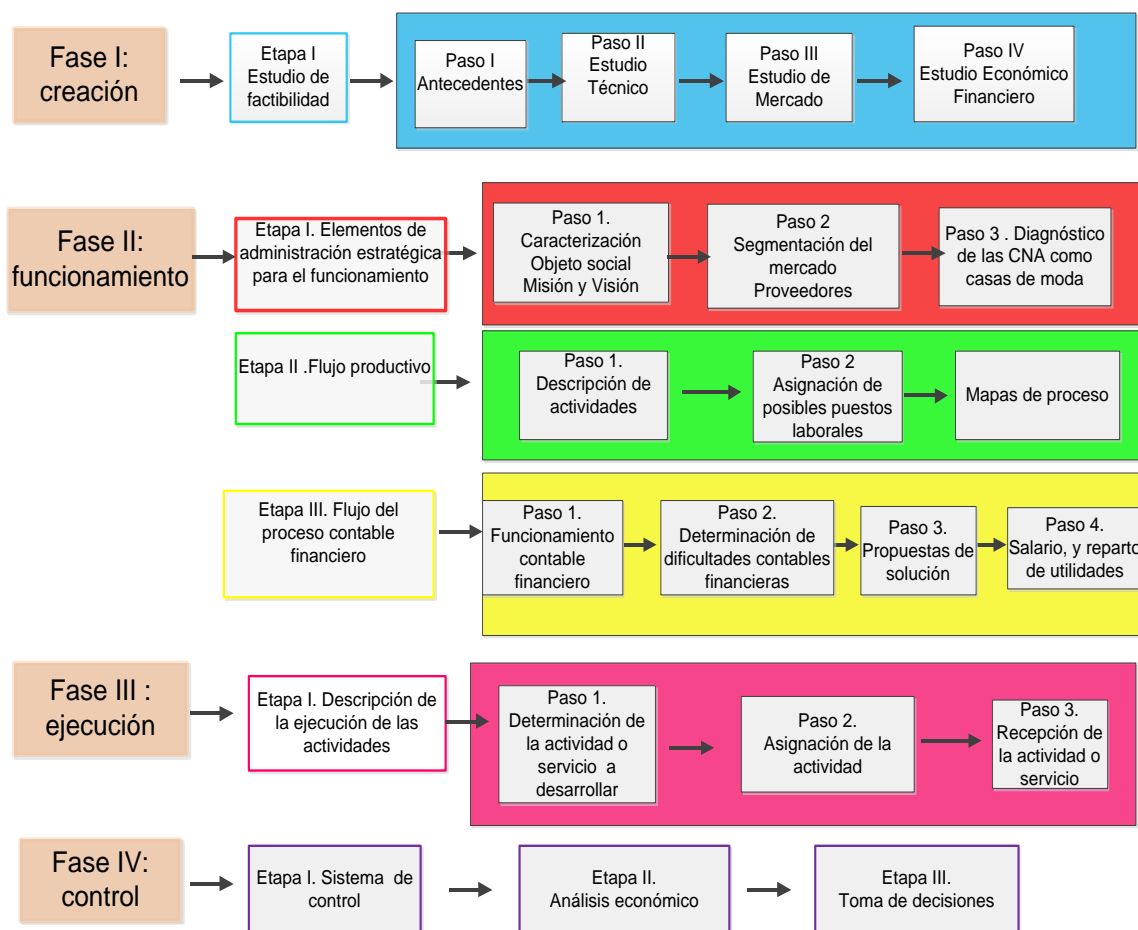 Fase I:
creación
Etapa I
Estudio de
factibilidad
Paso I
Antecedentes
Paso II
Estudio
Técnico
Paso III
Estudio de
Mercado
Paso IV
Estudio Económico
Financiero
Fase II:
funcionamiento
Etapa I. Elementos de
administración estratégica
para el funcionamiento
Paso 1.
Caracterización
Objeto social
Misión y Visión
Paso 2
Segmentación del
mercado
Proveedores
Paso 3 . Diagnóstico
de las CNA como
casas de moda
Etapa II .Flujo productivo
Paso 1.
Descripción de
actividades
Paso 2
Asignación de
posibles puestos
laborales
Mapas de proceso
Etapa III. Flujo del
proceso contable
financiero
Paso 1.
Funcionamiento
contable
financiero
Paso 2.
Determinación de
dificultades contables
financieras
Paso 3.
Propuestas de
solución
Paso 4.
Salario, y reparto
de utilidades
Fase III :
ejecución
Etapa I. Descripción de
la ejecución de las
actividades
Paso 1.
Determinación de
la actividad o
servicio a
desarrollar
Paso 2.
Asignación de la
actividad
Paso 3.
Recepción de
la actividad o
servicio
Fase IV:
control
Etapa I. Sistema de
control
Etapa II.
Análisis económico
Etapa III.
Toma de decisiones